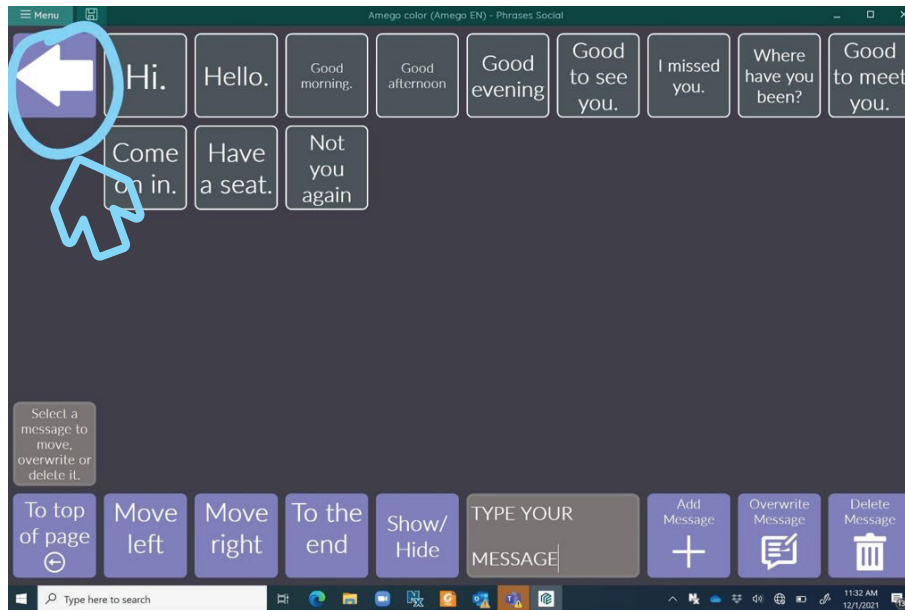 Menu
Amego color (Amego EN) - Phrases Social
Hi.
Hello.
Good
morning.
Good
afternoon
Good
evening
Good
to see
you.
I missed
you.
Where
have you
been?
Good
to meet
you.
Come
on in.
Have
a seat.
Not
you
again
Select a
message to
move,
overwrite or
delete it.
To top
of page
Move
left
Move
right
To the
end
Show/
Hide
TYPE YOUR
MESSAGE
Add
Message
Overwrite
Message
Delete
Message
Type here to search
11:32 AM
12/1/2021